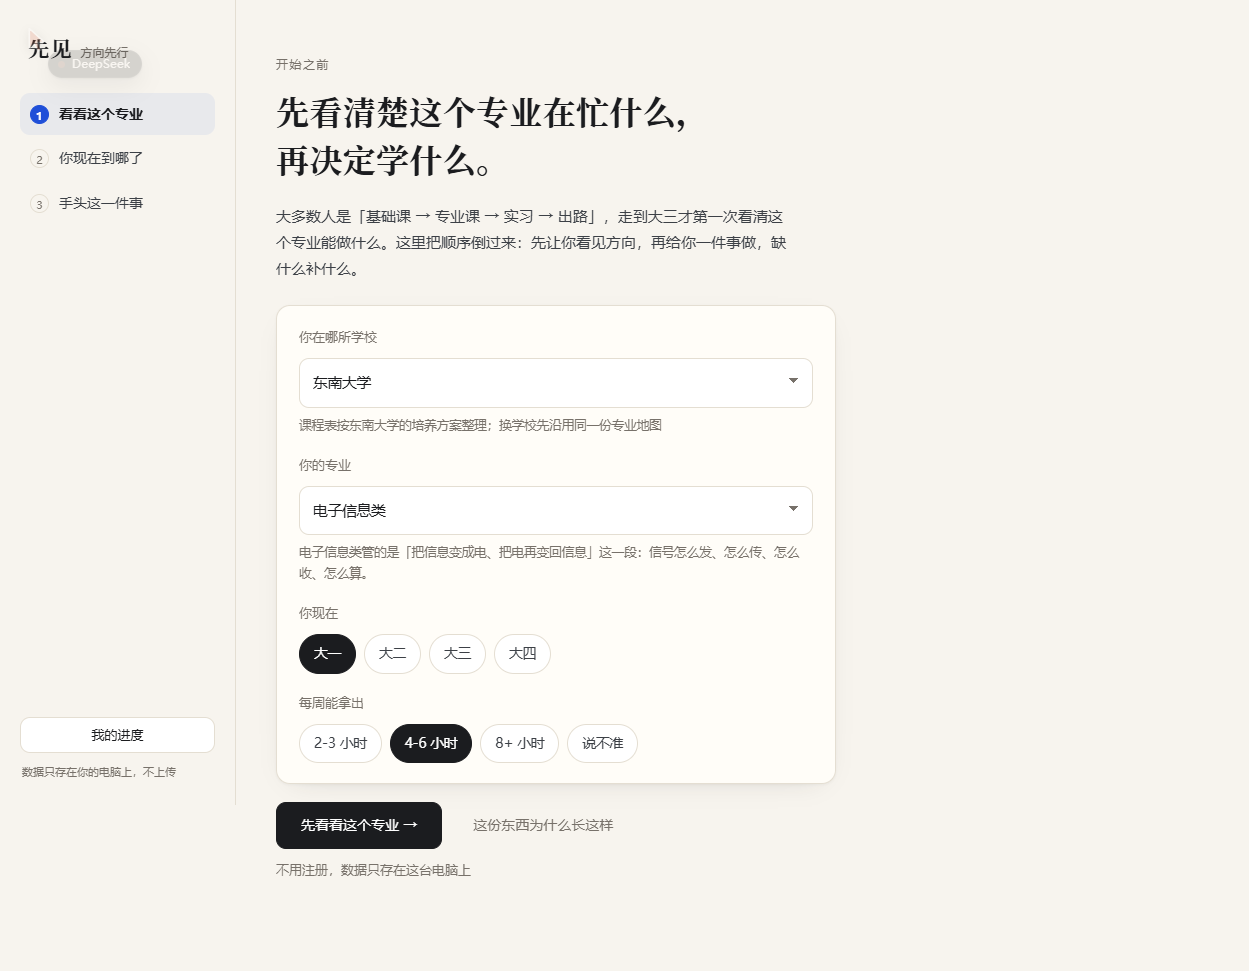 先见 方向先行
DeepSeek
1 看看这个专业
2 你现在到哪了
3 手头这一件事
我的进度
数据只存在你的电脑上，不上传
开始之前
先看清楚这个专业在忙什么，
再决定学什么。
大多数人是「基础课 → 专业课 → 实习 → 出路」，走到大三才第一次看清这
个专业能做什么。这里把顺序倒过来：先让你看见方向，再给你一件事做，缺
什么补什么。
你在哪所学校
东南大学
课程表按东南大学的培养方案整理；换学校先沿用同一份专业地图
你的专业
电子信息类
电子信息类管的是「把信息变成电、把电再变回信息」这一段：信号怎么发、怎么传、怎么
收、怎么算。
你现在
大一 大二 大三 大四
每周能拿出
2-3 小时 4-6 小时 8+ 小时 说不准
先看看这个专业 → 这份东西为什么长这样
不用注册，数据只存在这台电脑上